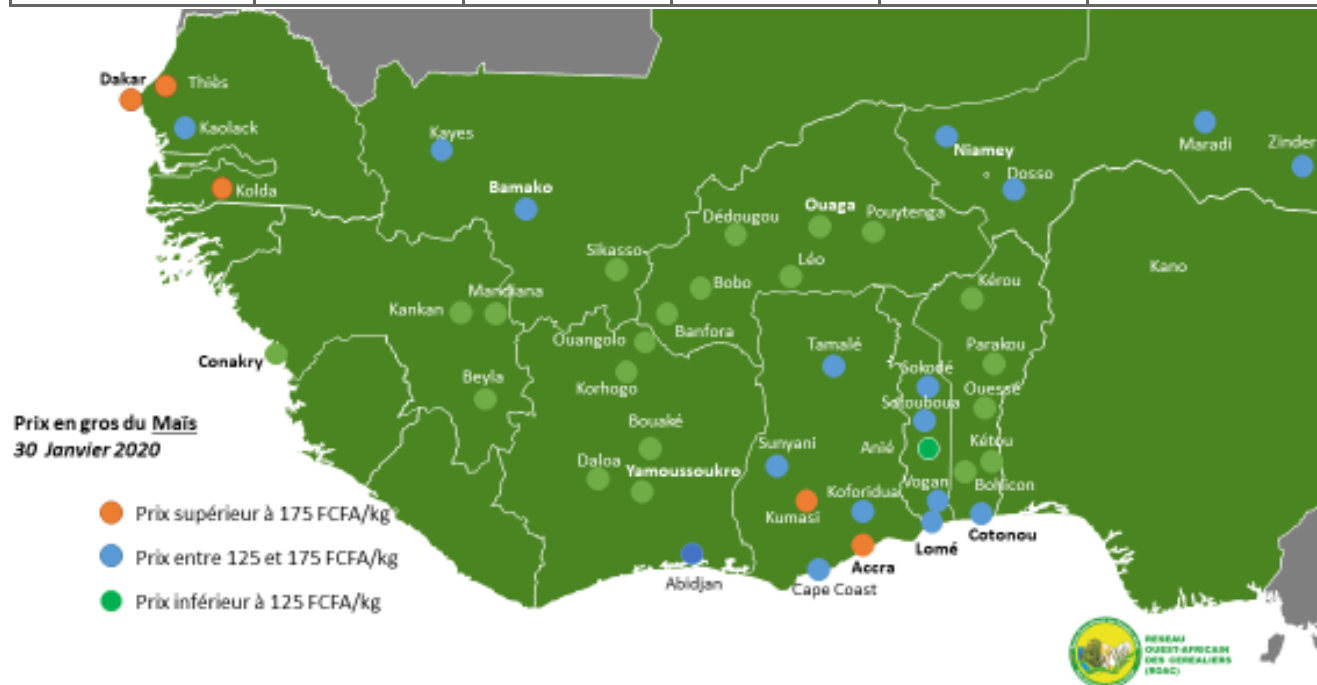 Dakar
Thiès
Kaolack
Kolda
Kayes
Bamako
Niamey
Dosso
Maradi
Zinder
Dédougou
Ouaga
Pouytenga
Sikasso
Léo
Bobo
Kano
Kérou
Kankan
Mandiana
Banfora
Ouangolo
Tamalé
Parakou
Conakry
Sokodé
Beyla
Korhogo
Ouessè
Sotouboua
Prix en gros du Maïs
30 Janvier 2020
Bouaké
Sunyani
Anié
Kétou
Daloa
Yamoussoukro
Vogan
Bohicon
Koforidua
Kumasi
Prix supérieur à 175 FCFA/kg
Cotonou
Lomé
Prix entre 125 et 175 FCFA/kg
Accra
Abidjan
Cape Coast
Prix inférieur à 125 FCFA/kg
RESEAU
OUEST-AFRICAIN
DES CEREALIERS
(ROAC)